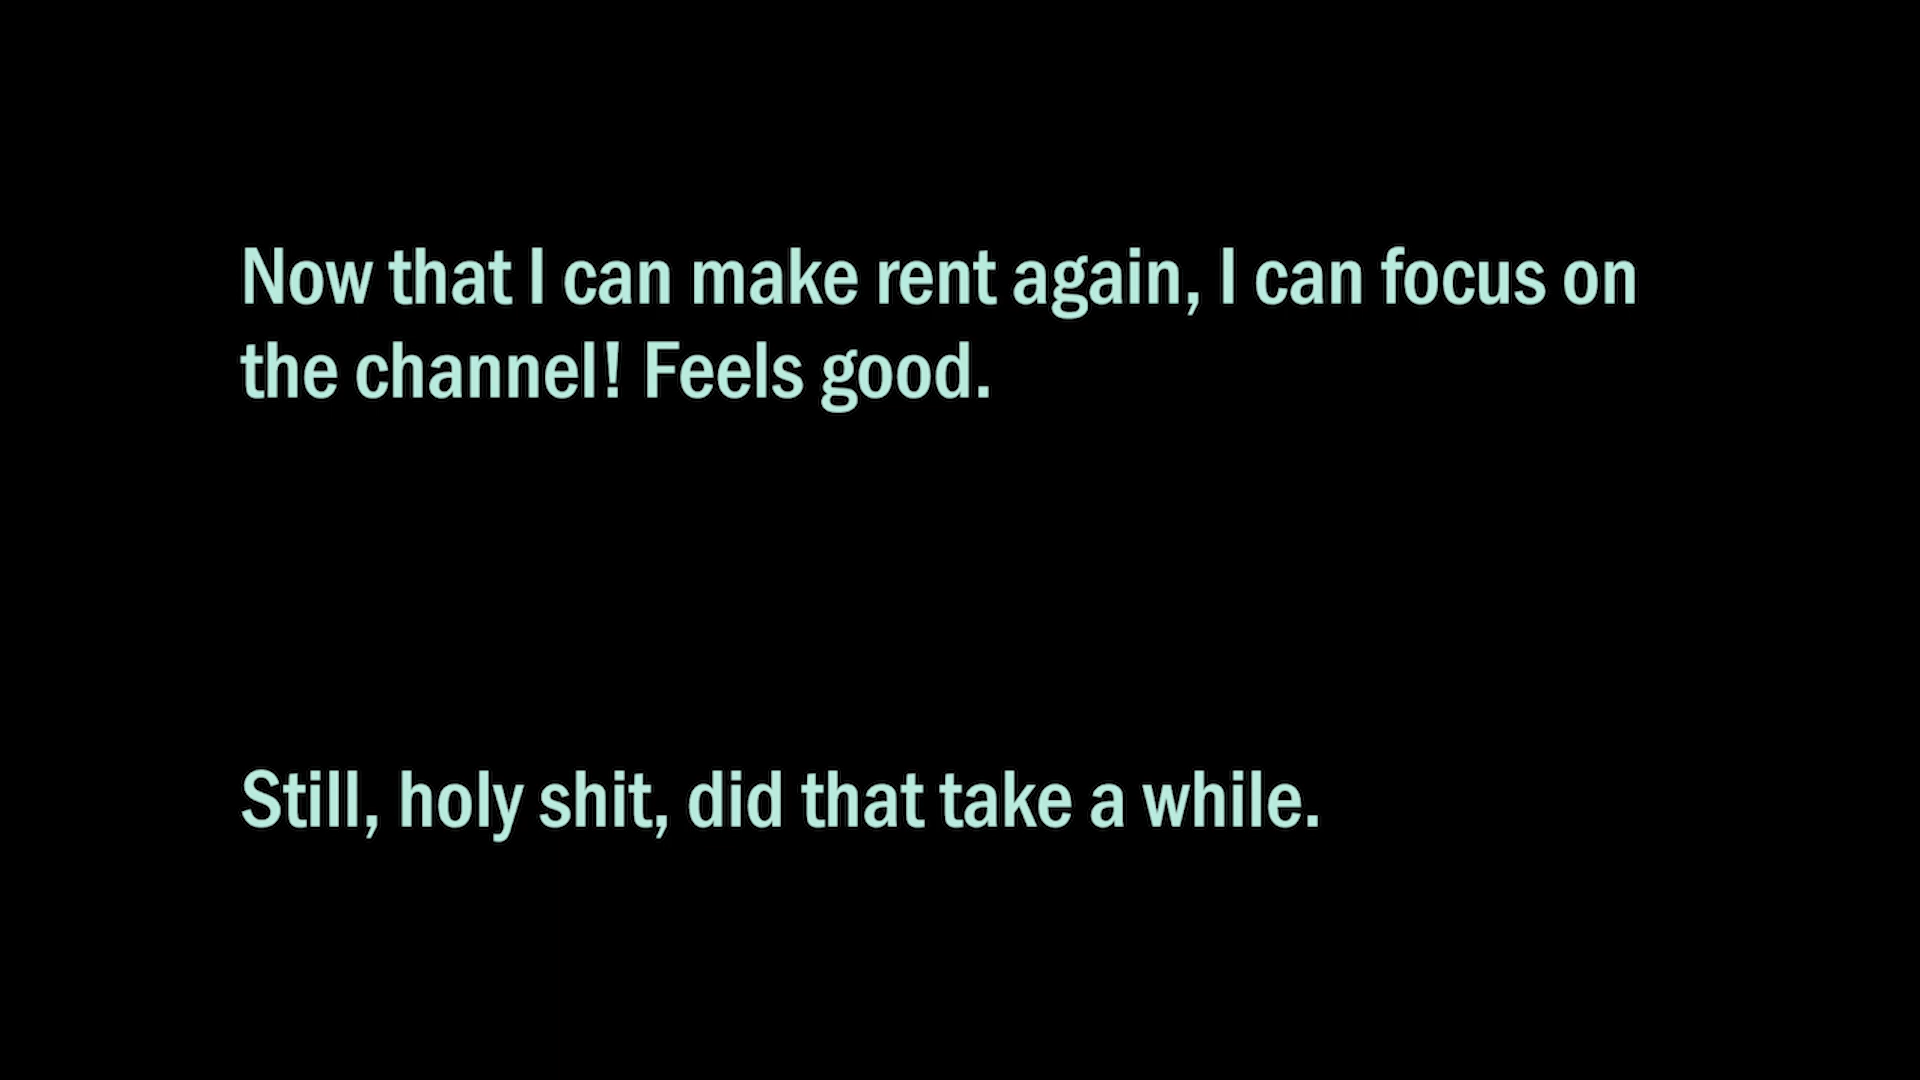 Now that I can make rent again, I can focus on
the channel! Feels good.
Still, holy shit, did that take a while.